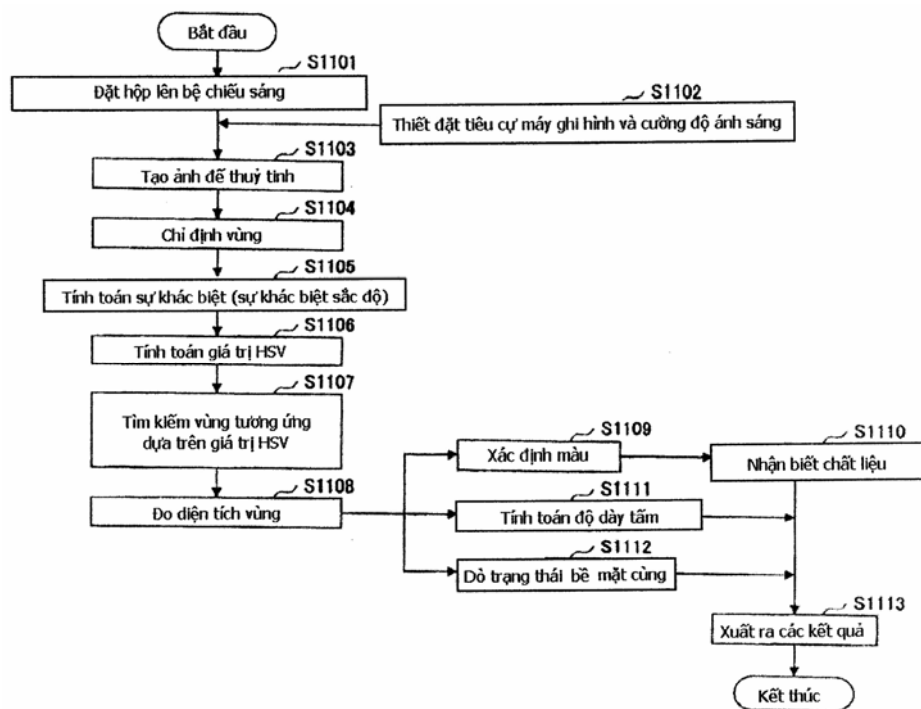 Bắt đầu
S1101
Đặt hộp lên bệ chiếu sáng
S1102
Thiết đặt tiêu cự máy ghi hình và cường độ ánh sáng
S1103
Tạo ảnh đế thuỷ tinh
S1104
Chỉ định vùng
S1105
Tính toán sự khác biệt (sự khác biệt sắc độ)
S1106
Tính toán giá trị HSV
S1107
Tìm kiếm vùng tương ứng
dựa trên giá trị HSV
S1108
Đo diện tích vùng
S1109
Xác định màu
S1110
Nhận biết chất liệu
S1111
Tính toán độ dày tấm
S1112
Dò trạng thái bề mặt cùng
S1113
Xuất ra các kết quả
Kết thúc